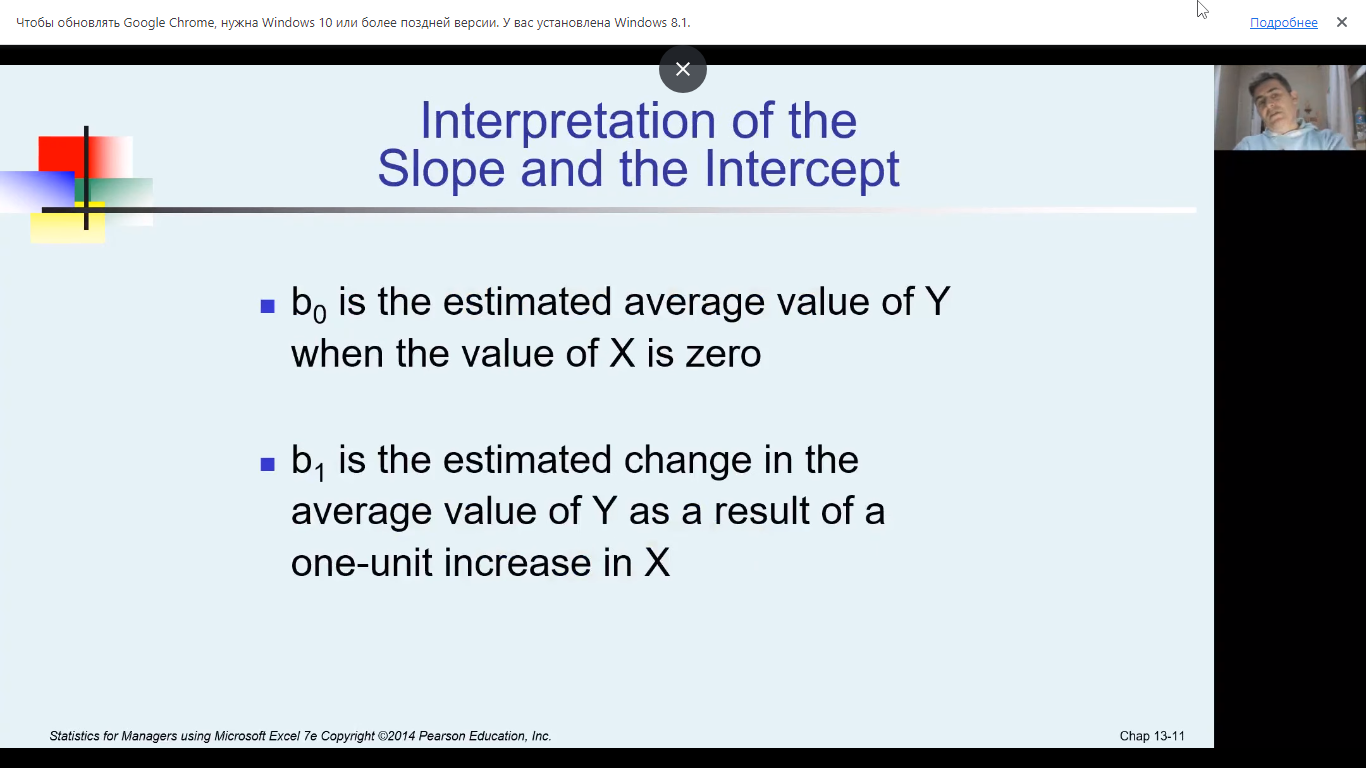 Чтобы обновлять Google Chrome, нужна Windows 10 или более поздней версии. У вас установлена Windows 8.1.
Подробнее
Interpretation of the
Slope and the Intercept
b0 is the estimated average value of Y
when the value of X is zero
b1 is the estimated change in the
average value of Y as a result of a
one-unit increase in X
Statistics for Managers using Microsoft Excel 7e Copyright ©2014 Pearson Education, Inc.
Chap 13-11